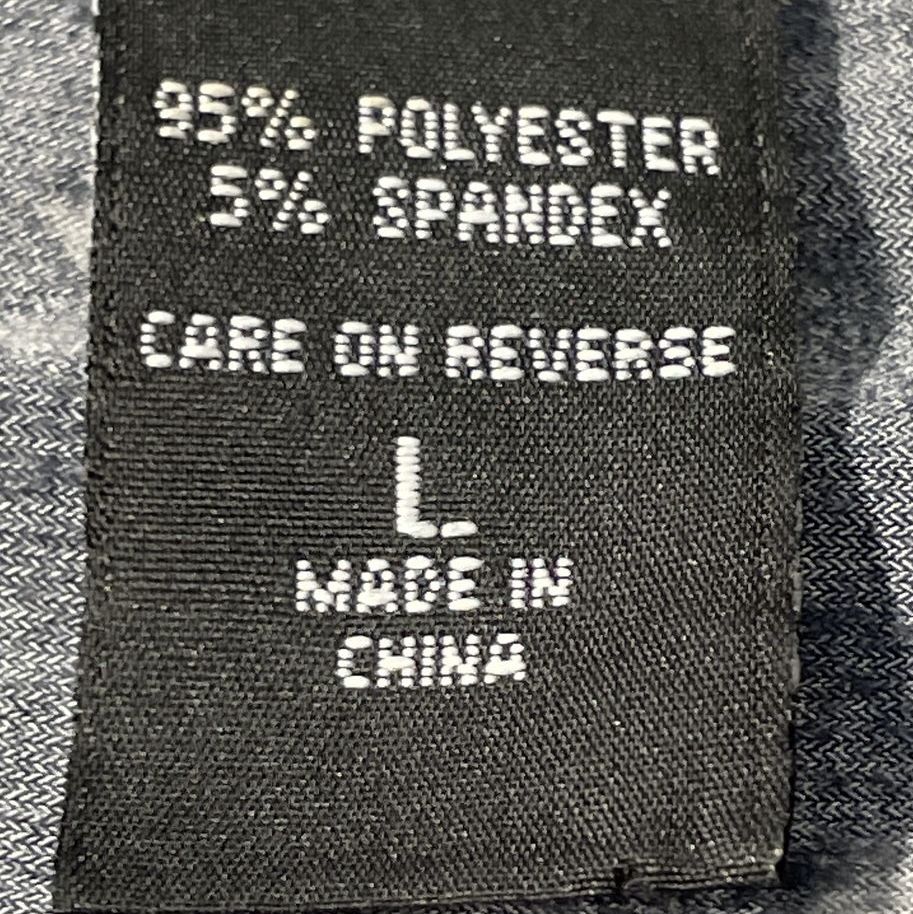 95% POLYESTER
5% SPANDEX
CARE ON REVERSE
L
MADE IN
CHINA